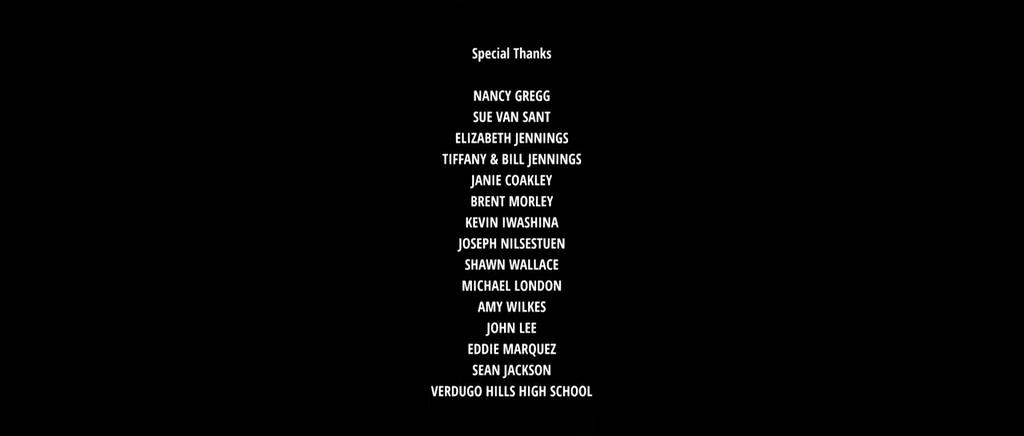 Special Thanks
NANCY GREGG
SUE VAN SANT
ELIZABETH JENNINGS
TIFFANY & BILL JENNINGS
JANIE COAKLEY
BRENT MORLEY
KEVIN IWASHINA
JOSEPH NILSESTUEN
SHAWN WALLACE
MICHAEL LONDON
AMY WILKES
JOHN LEE
EDDIE MARQUEZ
SEAN JACKSON
VERDUGO HILLS HIGH SCHOOL